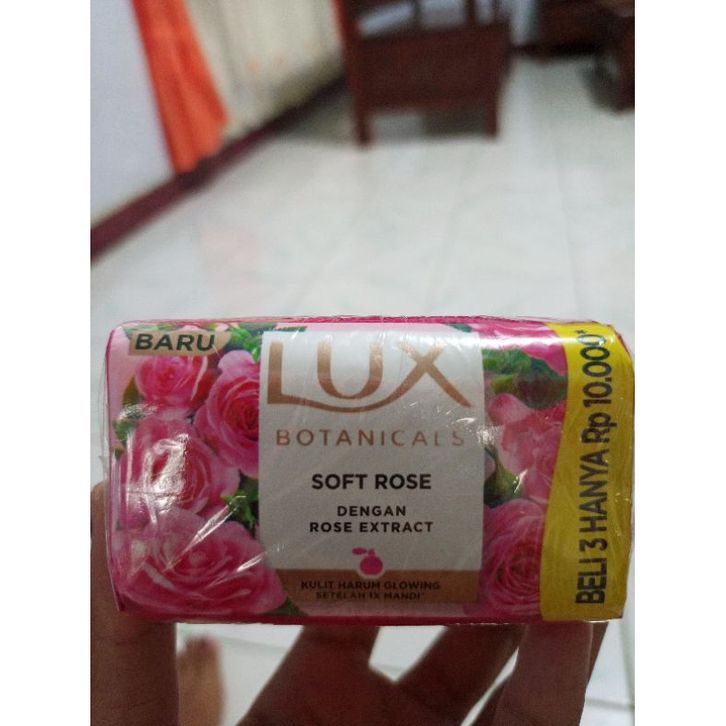 BARU
LUX
BOTANICALS
SOFT ROSE
DENGAN
ROSE EXTRACT
KULIT HARUM GLOWING
SETELAH 1X MANDI*
BELI 3 HANYA Rp 10.000*